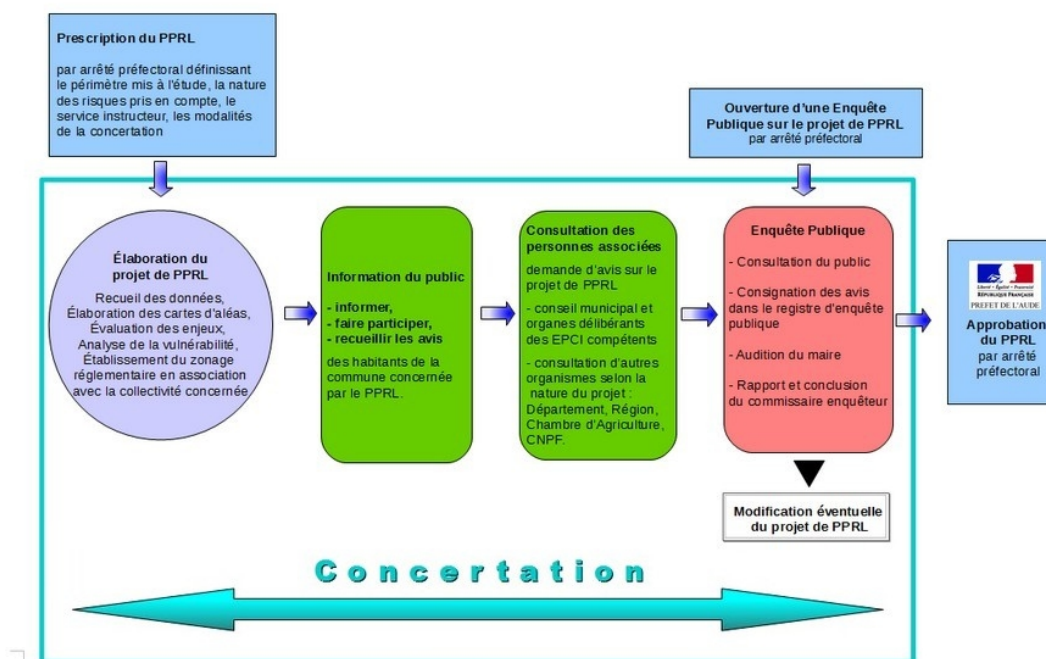 Prescription du PPRL
par arrêté préfectoral définissant
le périmètre mis à l'étude, la nature
des risques pris en compte, le
service instructeur, les modalités
de la concertation
Ouverture d'une Enquête
Publique sur le projet de PPRL
par arrêté préfectoral
Élaboration du
projet de PPRL
Recueil des données,
Élaboration des cartes d'aléas,
Évaluation des enjeux,
Analyse de la vulnérabilité,
Établissement du zonage
réglementaire en association
avec la collectivité concernée
Information du public
- informer,
- faire participer,
- recueillir les avis
des habitants de la
commune concernée
par le PPRL.
Consultation des
personnes associées
demande d'avis sur le
projet de PPRL
- conseil municipal et
organes délibérants
des EPCI compétents
- consultation d'autres
organismes selon la
nature du projet :
Département, Région,
Chambre d'Agriculture,
CNPF.
Enquête Publique
- Consultation du public
- Consignation des avis
dans le registre d'enquête
publique
- Audition du maire
- Rapport et conclusion
du commissaire enquêteur
Liberté • Égalité • Fraternité
RÉPUBLIQUE FRANÇAISE
PREFET DE L'AUDE
Approbation
du PPRL
par arrêté
préfectoral
Modification éventuelle
du projet de PPRL
Concertation